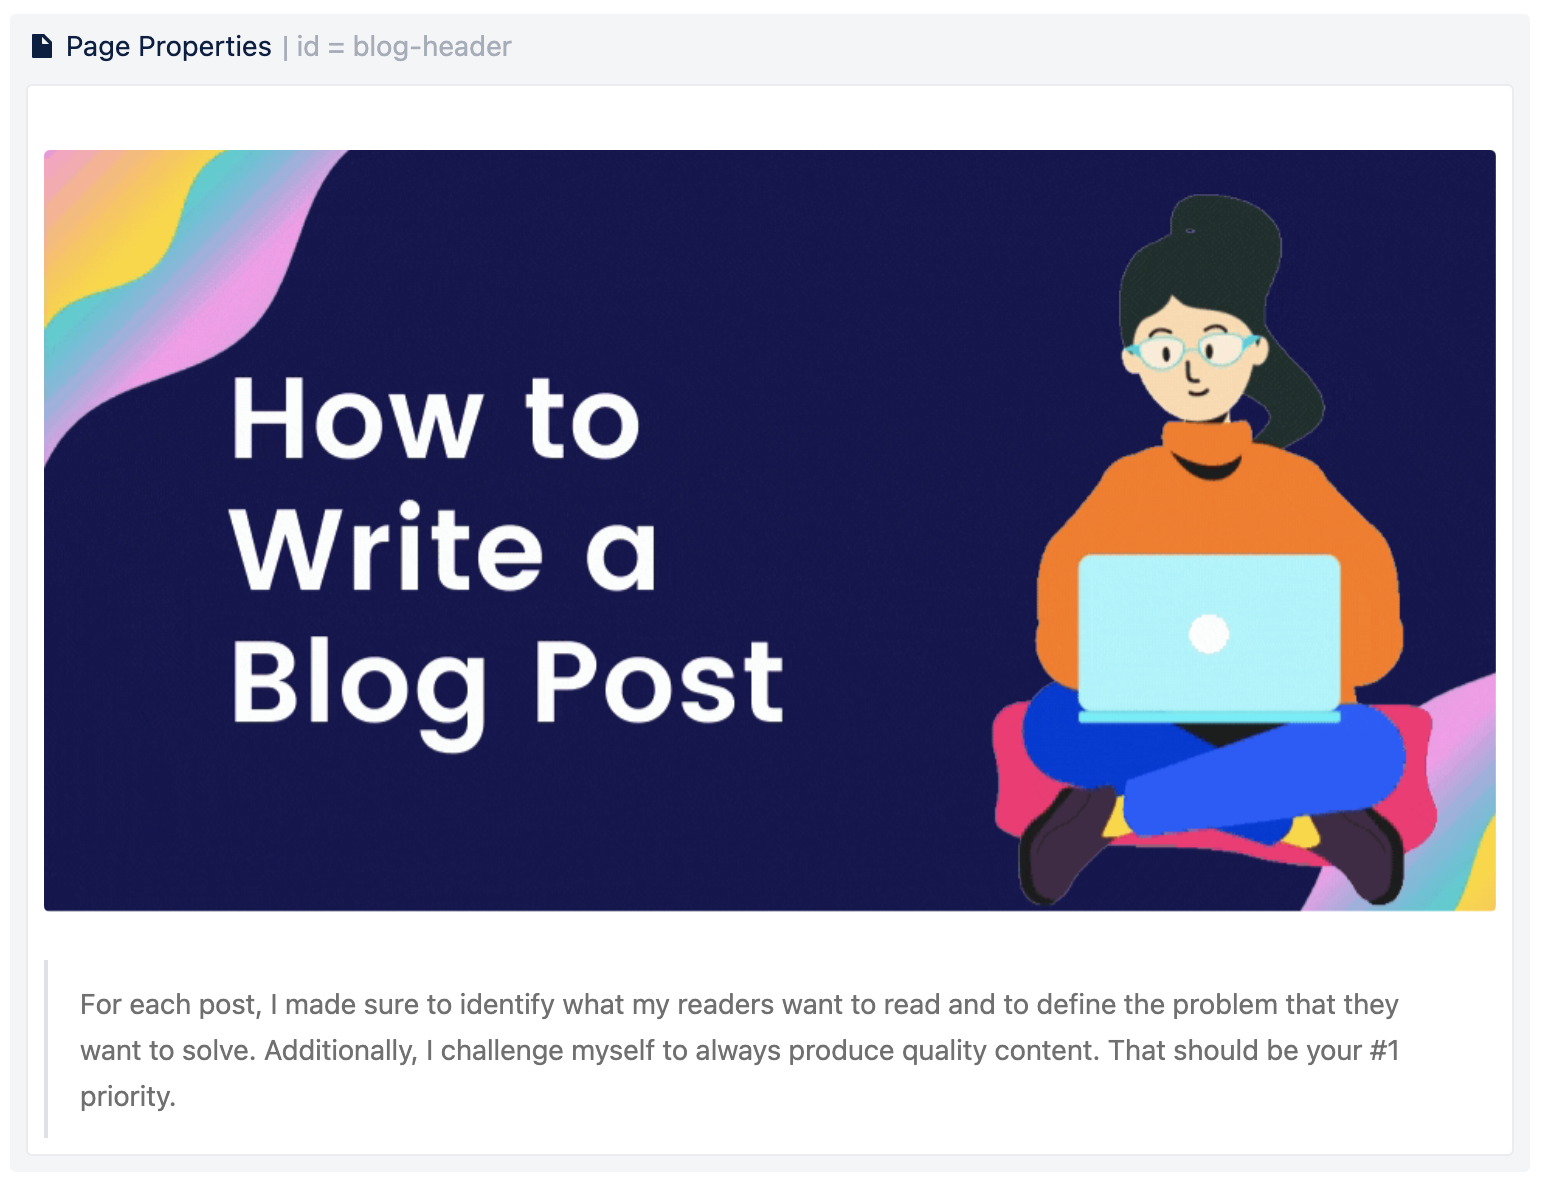 Page Properties | id = blog-header
How to
Write a
Blog Post
For each post, I made sure to identify what my readers want to read and to define the problem that they
want to solve. Additionally, I challenge myself to always produce quality content. That should be your #1
priority.